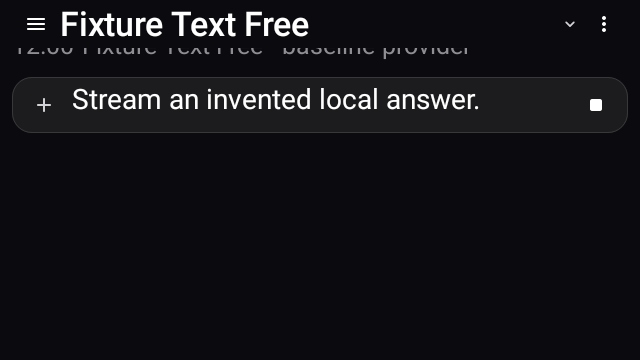 Fixture Text Free
12:00 Fixture Text Free baseline provider
Stream an invented local answer.